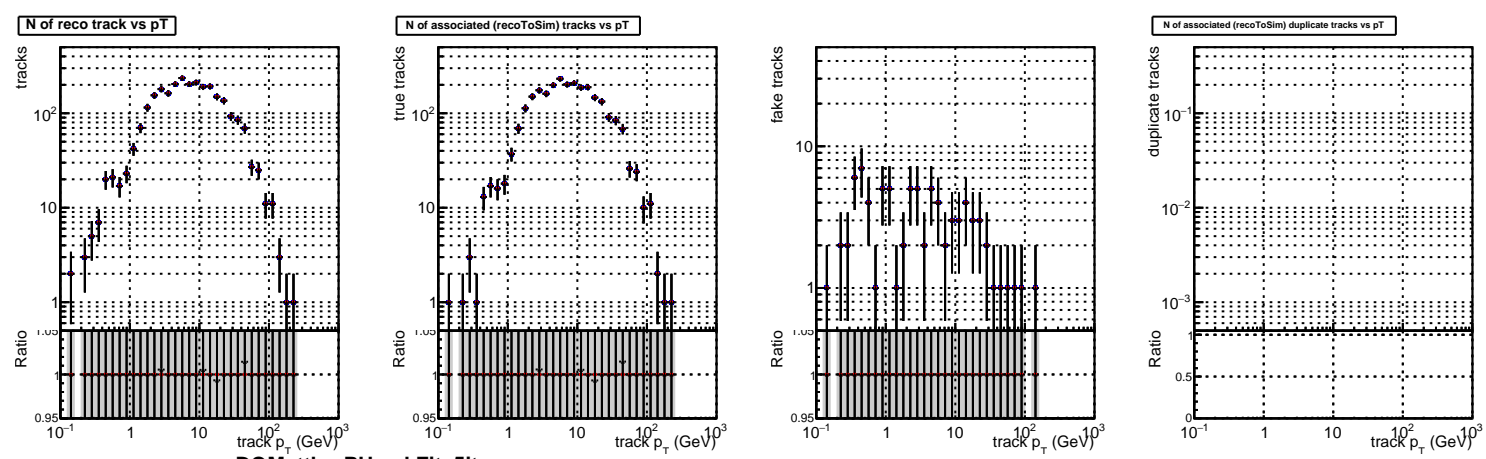 N of reco track vs pT
tracks
10²
10
1
Ratio
1.05
1
0.95
10⁻¹ 1 10 10² 10³
track p_T (GeV)
N of associated (recoToSim) tracks vs pT
true tracks
10²
10
1
Ratio
1.05
1
0.95
10⁻¹ 1 10 10² 10³
track p_T (GeV)
fake tracks
10
1
Ratio
1.05
1
0.95
10⁻¹ 1 10 10² 10³
track p_T (GeV)
N of associated (recoToSim) duplicate tracks vs pT
duplicate tracks
10⁻¹
10⁻²
10⁻³
Ratio
1
0.5
0
10⁻¹ 1 10 10² 10³
track p_T (GeV)